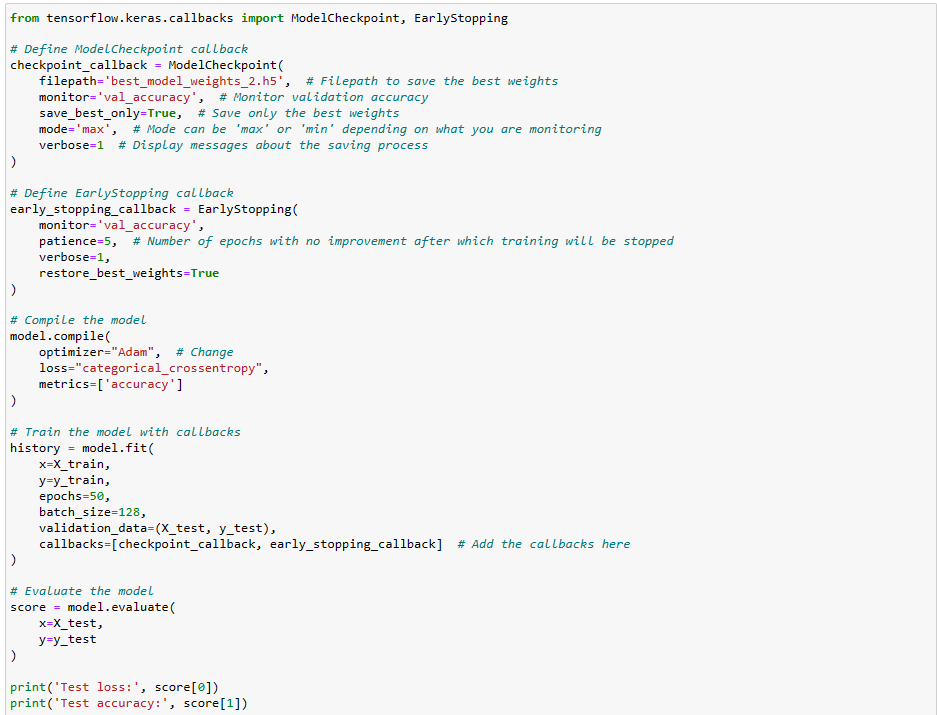 from tensorflow.keras.callbacks import ModelCheckpoint, EarlyStopping
# Define ModelCheckpoint callback
checkpoint_callback = ModelCheckpoint(
filepath='best_model_weights_2.h5', # Filepath to save the best weights
monitor='val_accuracy', # Monitor validation accuracy
save_best_only=True, # Save only the best weights
mode='max', # Mode can be 'max' or 'min' depending on what you are monitoring
verbose=1 # Display messages about the saving process
)
# Define EarlyStopping callback
early_stopping_callback = EarlyStopping(
monitor='val_accuracy',
patience=5, # Number of epochs with no improvement after which training will be stopped
verbose=1,
restore_best_weights=True
)
# Compile the model
model.compile(
optimizer="Adam", # Change
loss="categorical_crossentropy",
metrics=['accuracy']
)
# Train the model with callbacks
history = model.fit(
x=X_train,
y=y_train,
epochs=50,
batch_size=128,
validation_data=(X_test, y_test),
callbacks=[checkpoint_callback, early_stopping_callback] # Add the callbacks here
)
# Evaluate the model
score = model.evaluate(
x=X_test,
y=y_test
)
print('Test loss:', score[0])
print('Test accuracy:', score[1])